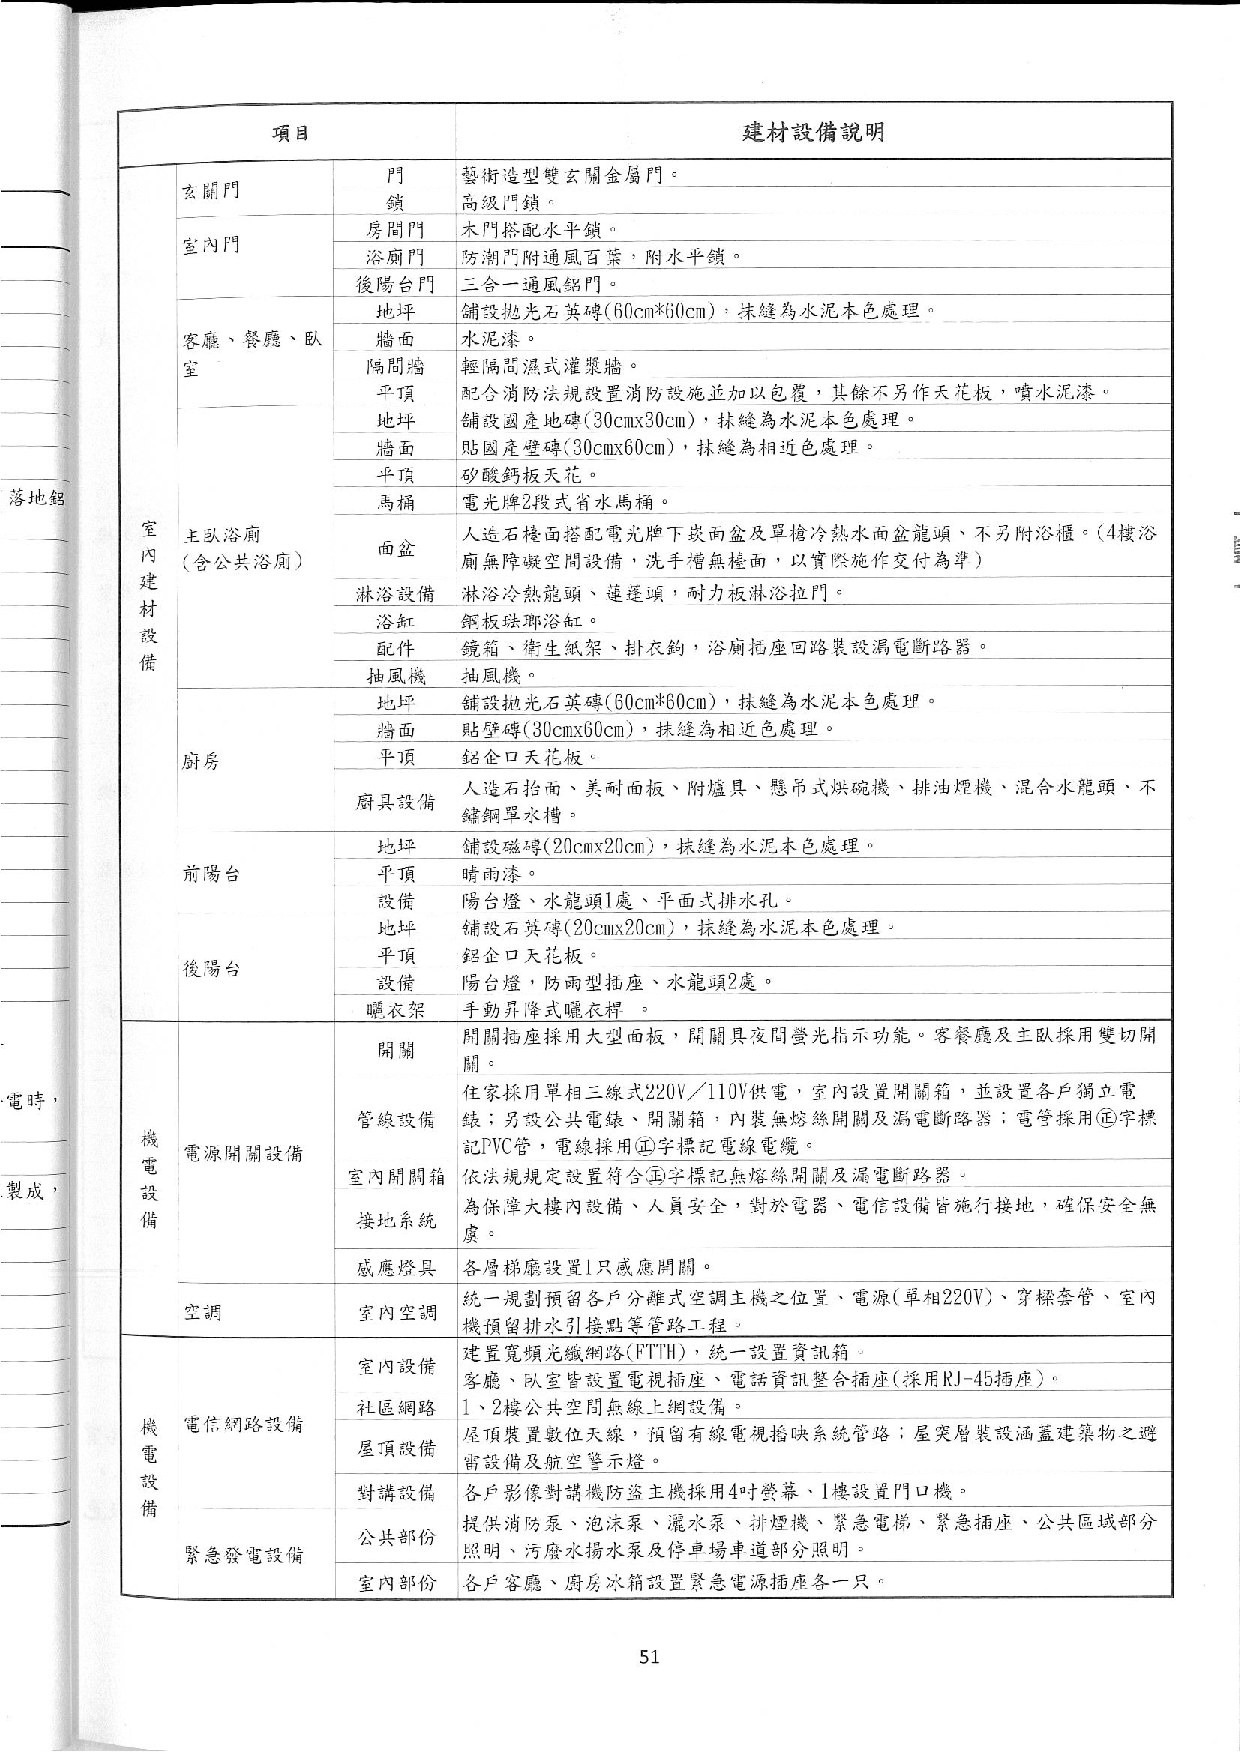 落地鋁
電時，
製成，
項目 建材設備說明
室內建材設備
玄關門 門 藝術造型雙玄關金屬門。
鎖 高級門鎖。
室內門 房間門 木門搭配水平鎖。
浴廁門 防潮門附通風百葉，附水平鎖。
後陽台門 三合一通風鋁門。
客廳、餐廳、臥室 地坪 舖設拋光石英磚(60cm*60cm)，抹縫為水泥本色處理。
牆面 水泥漆。
隔間牆 輕隔間濕式灌漿牆。
平頂 配合消防法規設置消防設施並加以包覆，其餘不另作天花板，噴水泥漆。
主臥浴廁
(含公共浴廁) 地坪 舖設國產地磚(30cmx30cm)，抹縫為水泥本色處理。
牆面 貼國產壁磚(30cmx60cm)，抹縫為相近色處理。
平頂 矽酸鈣板天花。
馬桶 電光牌2段式省水馬桶。
面盆 人造石檯面搭配電光牌下崁面盆及單槍冷熱水面盆龍頭、不另附浴櫃。(4樓浴
廁無障礙空間設備，洗手槽無檯面，以實際施作交付為準)
淋浴設備 淋浴冷熱龍頭、蓮蓬頭，耐力板淋浴拉門。
浴缸 鋼板琺瑯浴缸。
配件 鏡箱、衛生紙架、掛衣鉤，浴廁插座回路裝設漏電斷路器。
抽風機 抽風機。
廚房 地坪 舖設拋光石英磚(60cm*60cm)，抹縫為水泥本色處理。
牆面 貼壁磚(30cmx60cm)，抹縫為相近色處理。
平頂 鋁企口天花板。
廚具設備 人造石抬面、美耐面板、附爐具、懸吊式烘碗機、排油煙機、混合水龍頭、不
鏽鋼單水槽。
前陽台 地坪 舖設磁磚(20cmx20cm)，抹縫為水泥本色處理。
平頂 晴雨漆。
設備 陽台燈、水龍頭1處、平面式排水孔。
後陽台 地坪 舖設石英磚(20cmx20cm)，抹縫為水泥本色處理。
平頂 鋁企口天花板。
設備 陽台燈，防雨型插座、水龍頭2處。
曬衣架 手動昇降式曬衣桿 。
機電設備
電源開關設備 開關 開關插座採用大型面板，開關具夜間螢光指示功能。客餐廳及主臥採用雙切開
關。
管線設備 住家採用單相三線式220V／110V供電，室內設置開關箱，並設置各戶獨立電
錶；另設公共電錶、開關箱，內裝無熔絲開關及漏電斷路器；電管採用㊣字標
記PVC管，電線採用㊣字標記電線電纜。
室內開關箱 依法規規定設置符合㊣字標記無熔絲開關及漏電斷路器。
接地系統 為保障大樓內設備、人員安全，對於電器、電信設備皆施行接地，確保安全無
虞。
感應燈具 各層梯廳設置1只感應開關。
空調 室內空調 統一規劃預留各戶分離式空調主機之位置、電源(單相220V)、穿樑套管、室內
機預留排水引接點等管路工程。
機電設備
電信網路設備 室內設備 建置寬頻光纖網路(FTTH)，統一設置資訊箱。
客廳、臥室皆設置電視插座、電話資訊整合插座(採用RJ-45插座)。
社區網路 1、2樓公共空間無線上網設備。
屋頂設備 屋頂裝置數位天線，預留有線電視播映系統管路；屋突層裝設涵蓋建築物之避
雷設備及航空警示燈。
對講設備 各戶影像對講機防盜主機採用4吋螢幕、1樓設置門口機。
緊急發電設備 公共部份 提供消防泵、泡沫泵、灑水泵、排煙機、緊急電梯、緊急插座、公共區域部分
照明、污廢水揚水泵及停車場車道部分照明。
室內部份 各戶客廳、廚房冰箱設置緊急電源插座各一只。
51